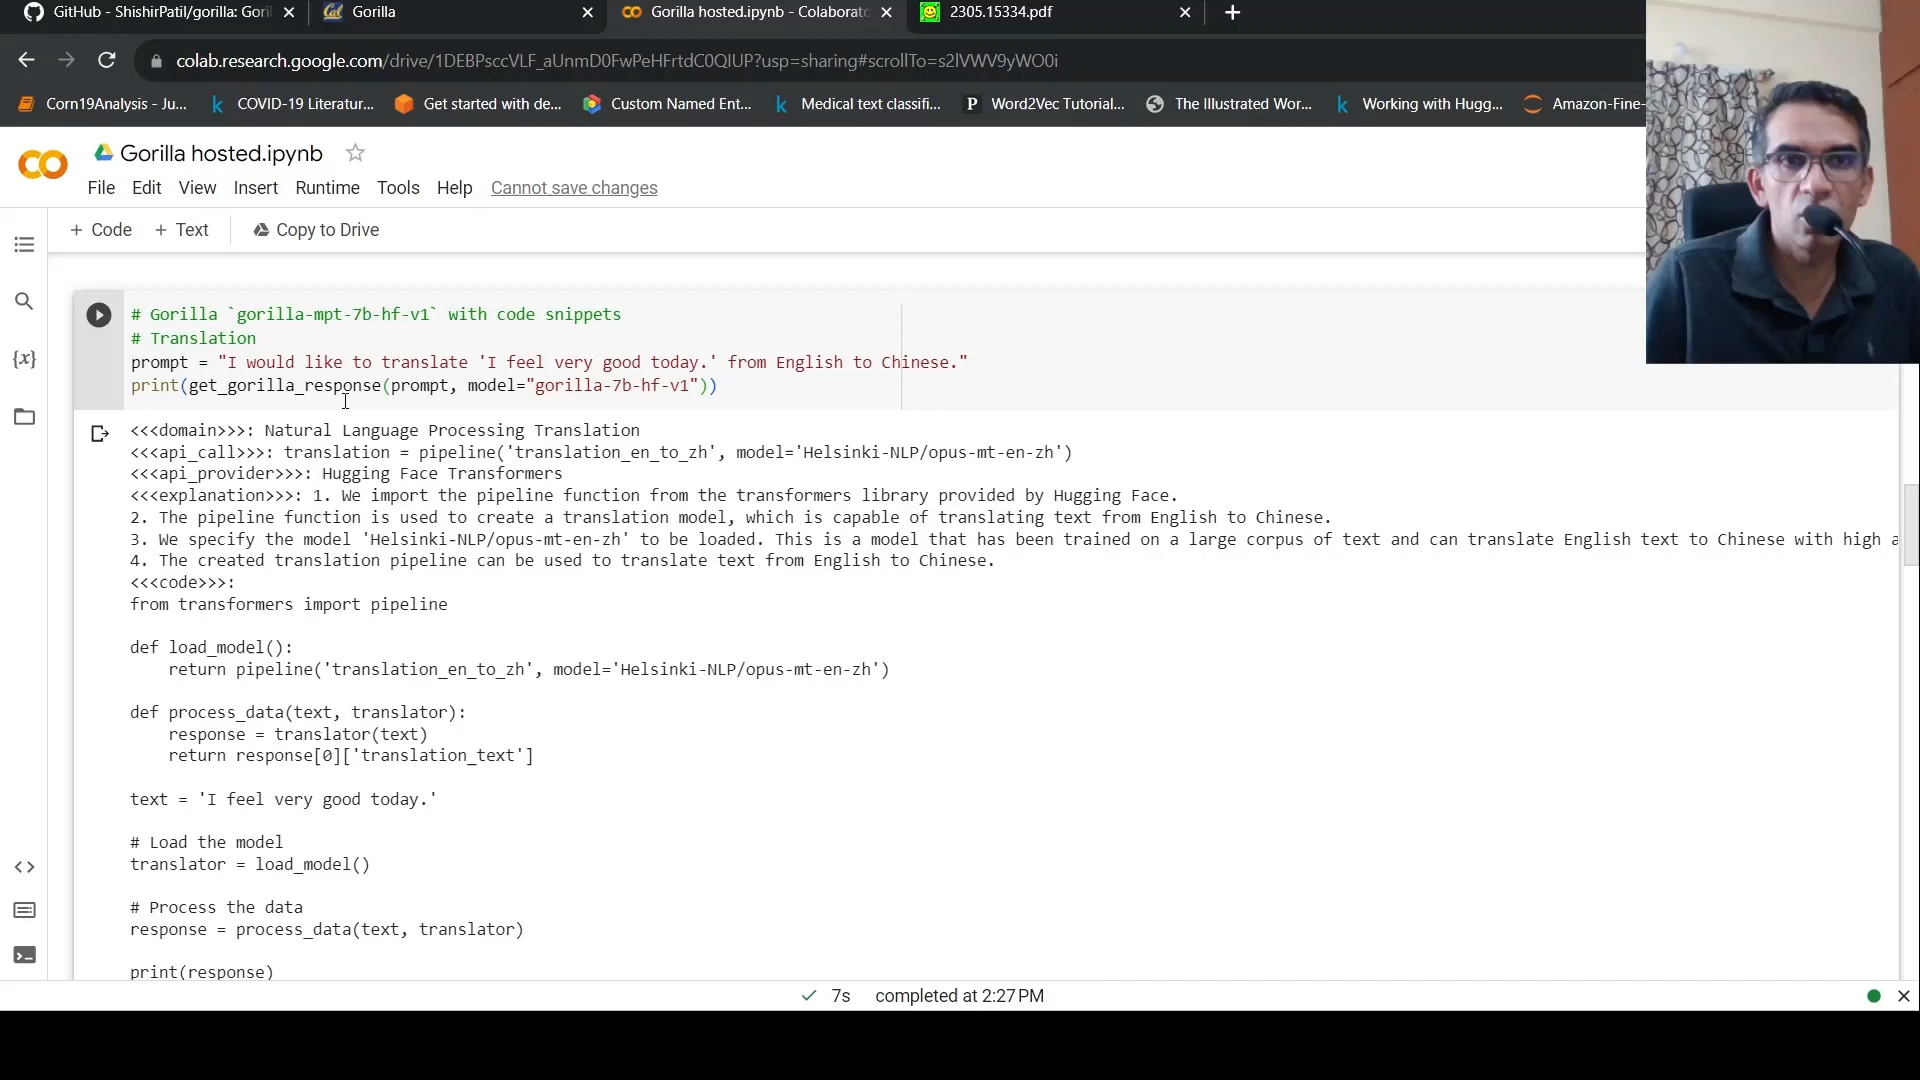 GitHub - ShishirPatil/gorilla: Gori
Gorilla
Gorilla hosted.ipynb - Colaborato
2305.15334.pdf
colab.research.google.com/drive/1DEBPsccVLF_aUnmD0FwPeHFrtdC0QlUP?usp=sharing#scrollTo=s2lVWV9yWO0i
Corn19Analysis - Ju...
COVID-19 Literatur...
Get started with de...
Custom Named Ent...
Medical text classifi...
Word2Vec Tutorial...
The Illustrated Wor...
Working with Hugg...
Amazon-Fine-
Gorilla hosted.ipynb
File Edit View Insert Runtime Tools Help Cannot save changes
+ Code + Text Copy to Drive
# Gorilla `gorilla-mpt-7b-hf-v1` with code snippets
# Translation
prompt = "I would like to translate 'I feel very good today.' from English to Chinese."
print(get_gorilla_response(prompt, model="gorilla-7b-hf-v1"))
<<<domain>>>: Natural Language Processing Translation
<<<api_call>>>: translation = pipeline('translation_en_to_zh', model='Helsinki-NLP/opus-mt-en-zh')
<<<api_provider>>>: Hugging Face Transformers
<<<explanation>>>: 1. We import the pipeline function from the transformers library provided by Hugging Face.
2. The pipeline function is used to create a translation model, which is capable of translating text from English to Chinese.
3. We specify the model 'Helsinki-NLP/opus-mt-en-zh' to be loaded. This is a model that has been trained on a large corpus of text and can translate English text to Chinese with high a
4. The created translation pipeline can be used to translate text from English to Chinese.
<<<code>>>:
from transformers import pipeline
def load_model():
return pipeline('translation_en_to_zh', model='Helsinki-NLP/opus-mt-en-zh')
def process_data(text, translator):
response = translator(text)
return response[0]['translation_text']
text = 'I feel very good today.'
# Load the model
translator = load_model()
# Process the data
response = process_data(text, translator)
print(response)
7s completed at 2:27 PM